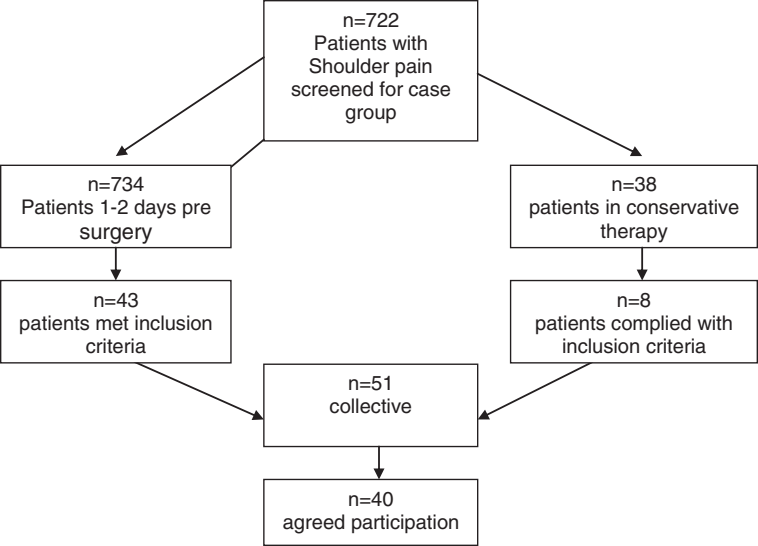 n=722
Patients with
Shoulder pain
screened for case
group
n=734
Patients 1-2 days pre
surgery
n=38
patients in conservative
therapy
n=43
patients met inclusion
criteria
n=8
patients complied with
inclusion criteria
n=51
collective
n=40
agreed participation